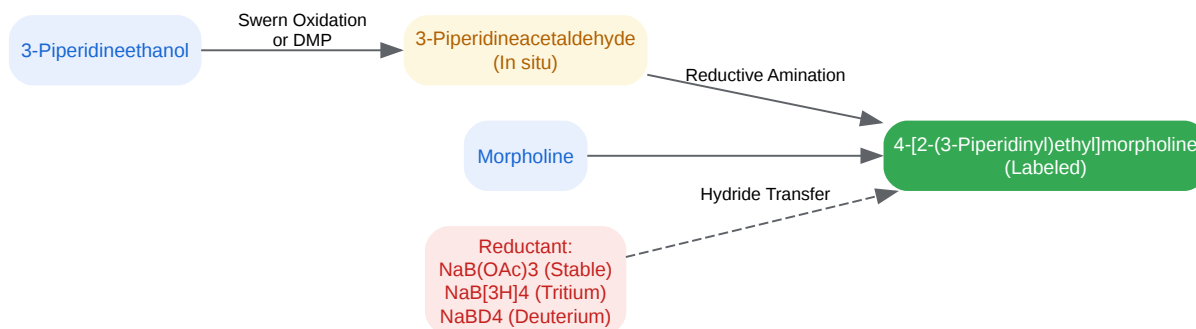 Swern Oxidation
or DMP
3-Piperidineethanol
3-Piperidineacetaldehyde
(In situ)
Reductive Amination
Morpholine
4-[2-(3-Piperidinyl)ethyl]morpholine
(Labeled)
Hydride Transfer
Reductant:
NaB(OAc)3 (Stable)
NaB[3H]4 (Tritium)
NaBD4 (Deuterium)